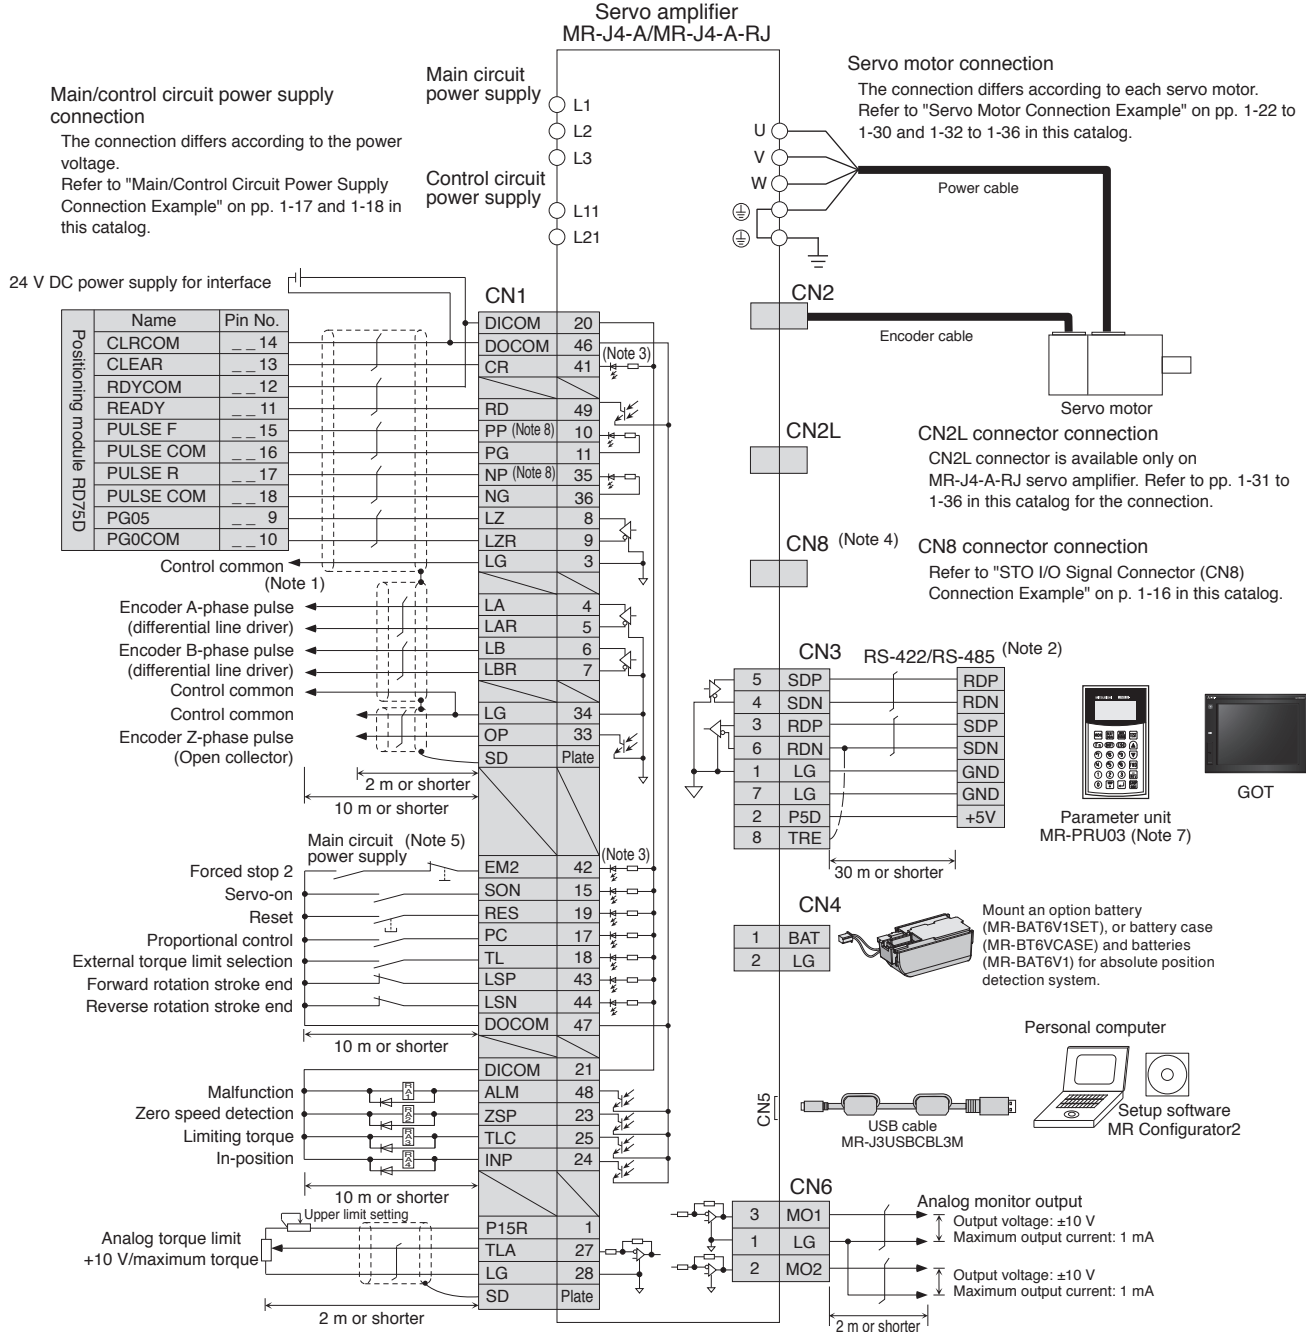 Servo amplifier
MR-J4-A/MR-J4-A-RJ
Main/control circuit power supply
connection
The connection differs according to the power
voltage.
Refer to "Main/Control Circuit Power Supply
Connection Example" on pp. 1-17 and 1-18 in
this catalog.
Main circuit
power supply
L1
L2
L3
Control circuit
power supply
L11
L21
U
V
W
Servo motor connection
The connection differs according to each servo motor.
Refer to "Servo Motor Connection Example" on pp. 1-22 to
1-30 and 1-32 to 1-36 in this catalog.
Power cable
CN2
Encoder cable
Servo motor
24 V DC power supply for interface
Positioning module RD75D
Name Pin No.
CLRCOM _ _ 14
CLEAR _ _ 13
RDYCOM _ _ 12
READY _ _ 11
PULSE F _ _ 15
PULSE COM _ _ 16
PULSE R _ _ 17
PULSE COM _ _ 18
PG05 _ _ 9
PG0COM _ _ 10
Control common
(Note 1)
Encoder A-phase pulse
(differential line driver)
Encoder B-phase pulse
(differential line driver)
Control common
Control common
Encoder Z-phase pulse
(Open collector)
2 m or shorter
10 m or shorter
CN1
DICOM 20
DOCOM 46
CR 41
(Note 3)
RD 49
PP (Note 8) 10
PG 11
NP (Note 8) 35
NG 36
LZ 8
LZR 9
LG 3
LA 4
LAR 5
LB 6
LBR 7
LG 34
OP 33
SD Plate
Main circuit
power supply
(Note 5)
Forced stop 2
Servo-on
Reset
Proportional control
External torque limit selection
Forward rotation stroke end
Reverse rotation stroke end
10 m or shorter
EM2 42
(Note 3)
SON 15
RES 19
PC 17
TL 18
LSP 43
LSN 44
DOCOM 47
Malfunction
Zero speed detection
Limiting torque
In-position
RA1
RA2
RA3
RA4
10 m or shorter
DICOM 21
ALM 48
ZSP 23
TLC 25
INP 24
Upper limit setting
Analog torque limit
+10 V/maximum torque
2 m or shorter
P15R 1
TLA 27
LG 28
SD Plate
CN2L
CN2L connector connection
CN2L connector is available only on
MR-J4-A-RJ servo amplifier. Refer to pp. 1-31 to
1-36 in this catalog for the connection.
CN8 (Note 4)
CN8 connector connection
Refer to "STO I/O Signal Connector (CN8)
Connection Example" on p. 1-16 in this catalog.
CN3
RS-422/RS-485 (Note 2)
5 SDP RDP
4 SDN RDN
3 RDP SDP
6 RDN SDN
1 LG GND
7 LG GND
2 P5D +5V
8 TRE
30 m or shorter
Parameter unit
MR-PRU03 (Note 7)
GOT
CN4
1 BAT
2 LG
Mount an option battery
(MR-BAT6V1SET), or battery case
(MR-BT6VCASE) and batteries
(MR-BAT6V1) for absolute position
detection system.
CN5
USB cable
MR-J3USBCBL3M
Personal computer
Setup software
MR Configurator2
CN6
3 MO1
1 LG
2 MO2
Analog monitor output
Output voltage: ±10 V
Maximum output current: 1 mA
Output voltage: ±10 V
Maximum output current: 1 mA
2 m or shorter